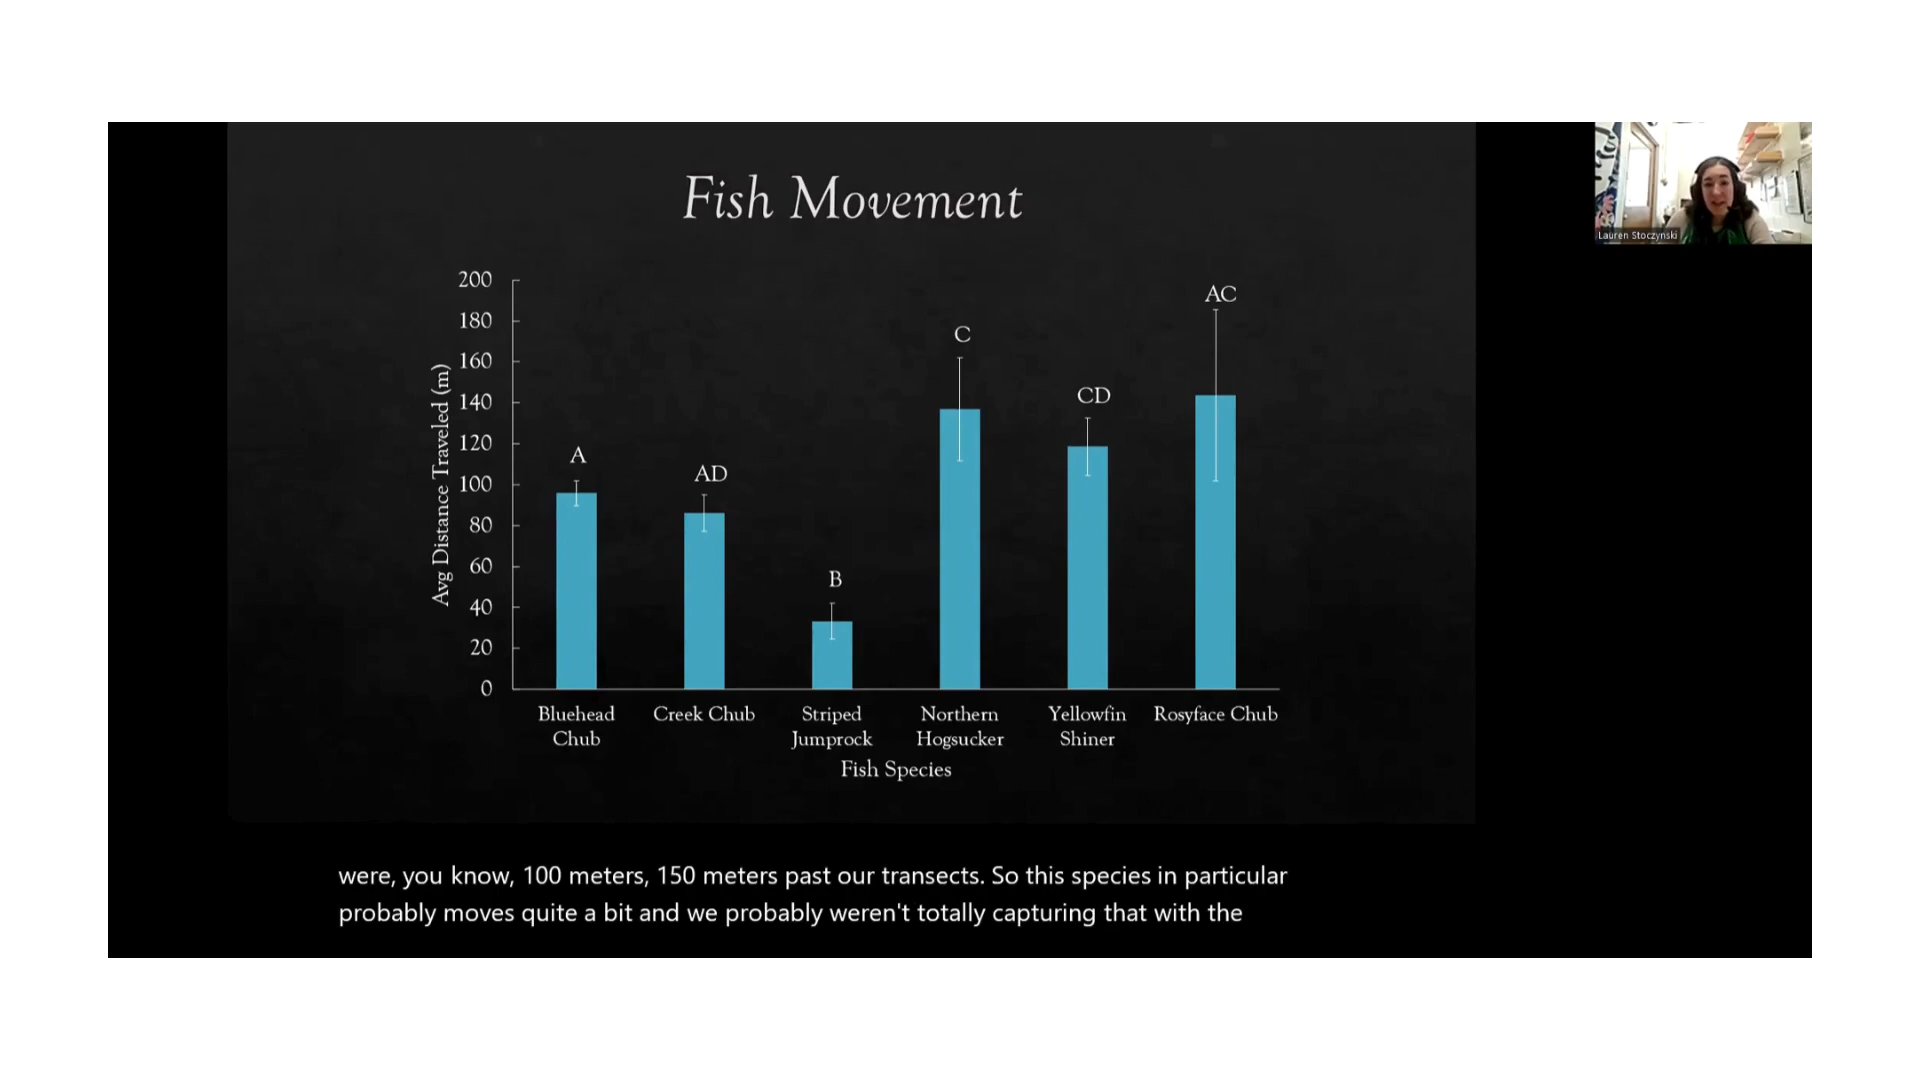 Fish Movement
Lauren Stoczynski
200
180
160
140
120
100
80
60
40
20
0
Avg Distance Traveled (m)
A
AD
B
C
CD
AC
Bluehead
Chub
Creek Chub
Striped
Jumprock
Northern
Hogsucker
Yellowfin
Shiner
Rosyface Chub
Fish Species
were, you know, 100 meters, 150 meters past our transects. So this species in particular
probably moves quite a bit and we probably weren't totally capturing that with the